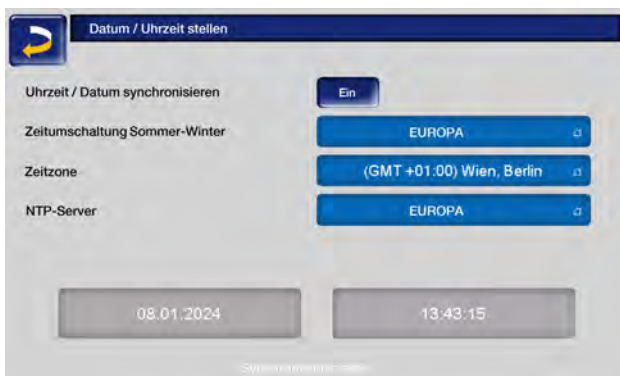 Datum / Uhrzeit stellen
Uhrzeit / Datum synchronisieren Ein
Zeitumschaltung Sommer-Winter EUROPA
Zeitzone (GMT +01:00) Wien, Berlin
NTP-Server EUROPA
08.01.2024 13:43:15